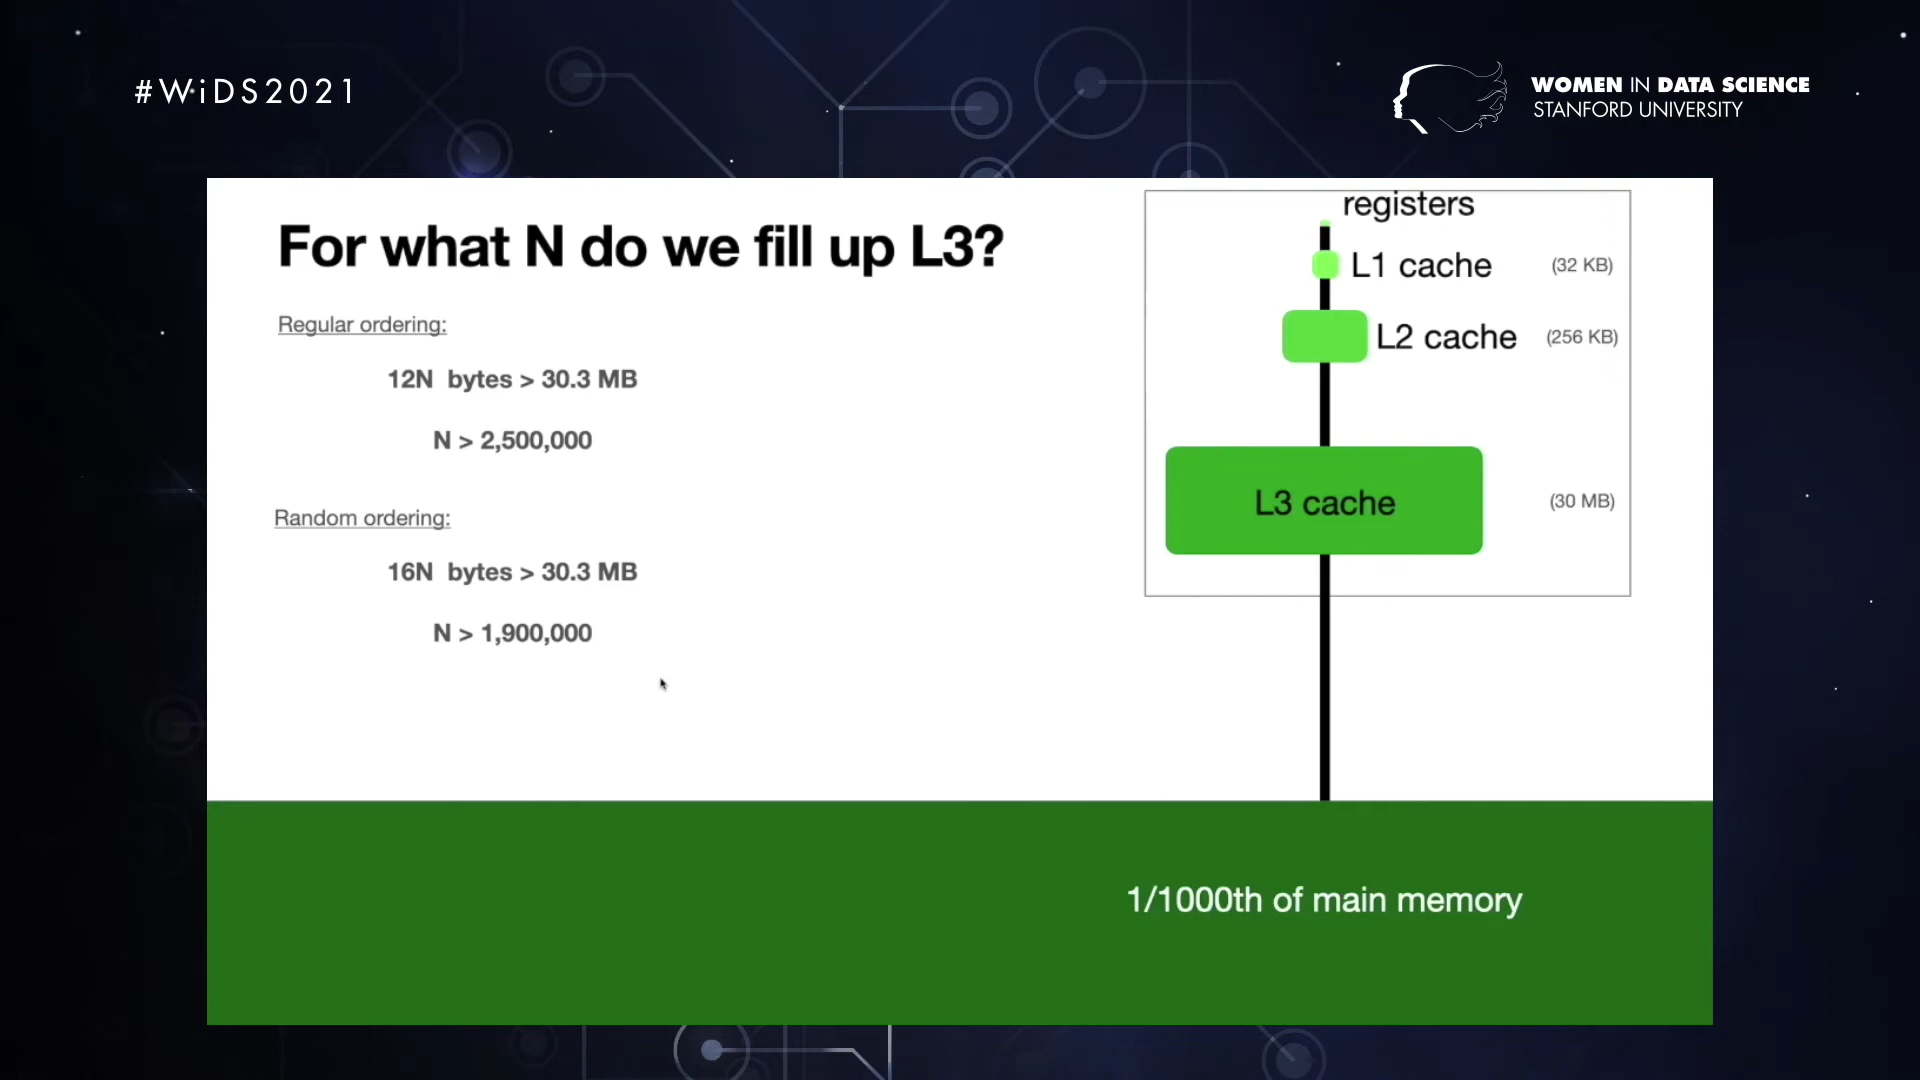 #WiDS2021
WOMEN IN DATA SCIENCE
STANFORD UNIVERSITY
For what N do we fill up L3?
Regular ordering:
12N bytes > 30.3 MB
N > 2,500,000
Random ordering:
16N bytes > 30.3 MB
N > 1,900,000
registers
L1 cache (32 KB)
L2 cache (256 KB)
L3 cache (30 MB)
1/1000th of main memory